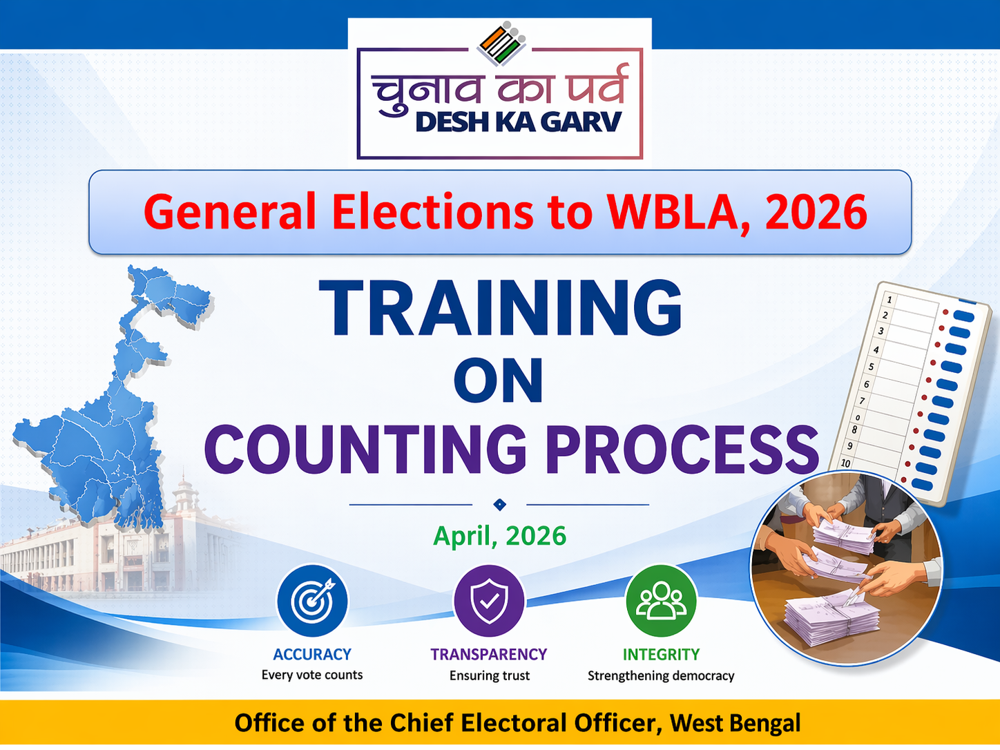 चुनाव का पर्व
DESH KA GARV
General Elections to WBLA, 2026
TRAINING
ON
COUNTING PROCESS
April, 2026
1
2
3
4
5
6
7
0
8
9
10
ACCURACY
Every vote counts
TRANSPARENCY
Ensuring trust
INTEGRITY
Strengthening democracy
Office of the Chief Electoral Officer, West Bengal